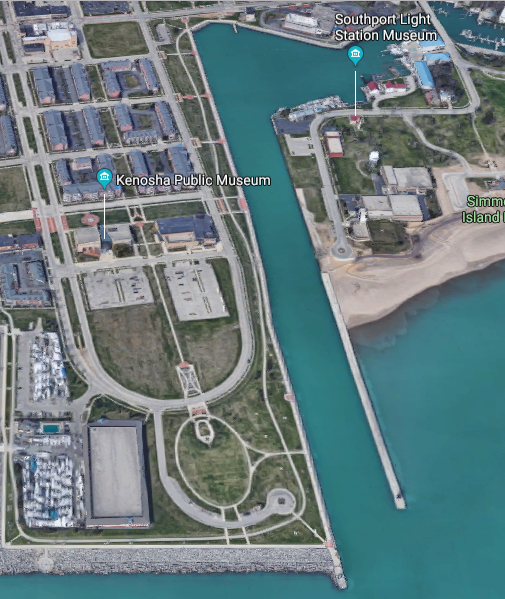 Southport Light
Station Museum
Kenosha Public Museum
Simm
Island